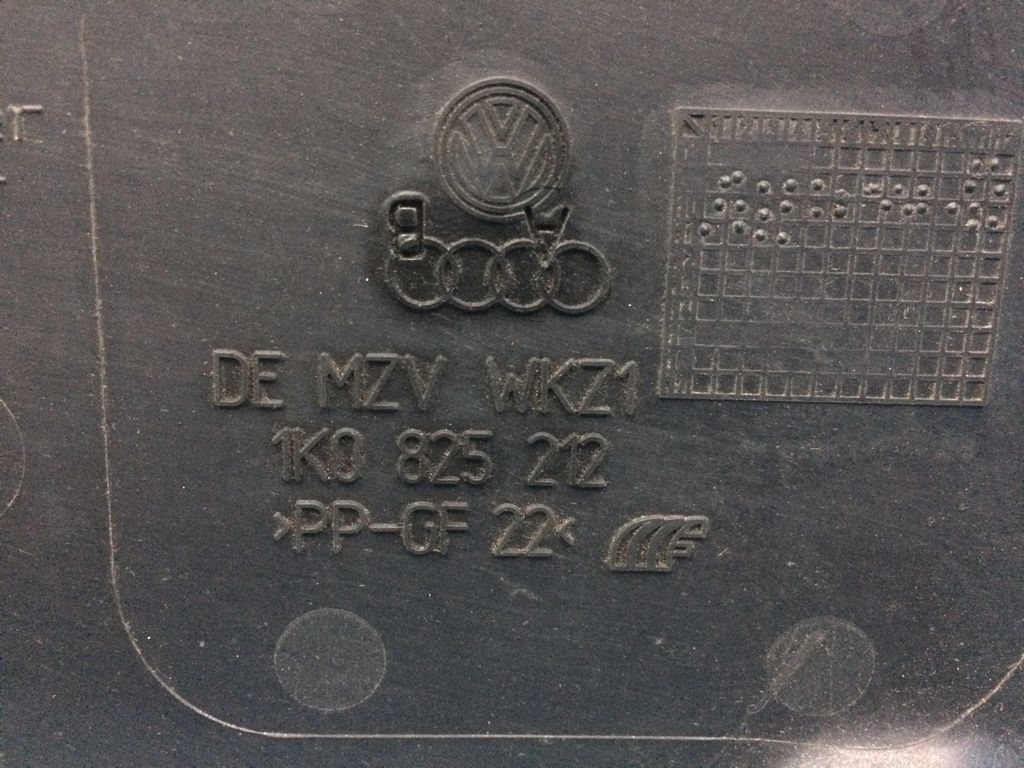 DE MZV WKZ1
1K0 825 212
>PP-GF 22<